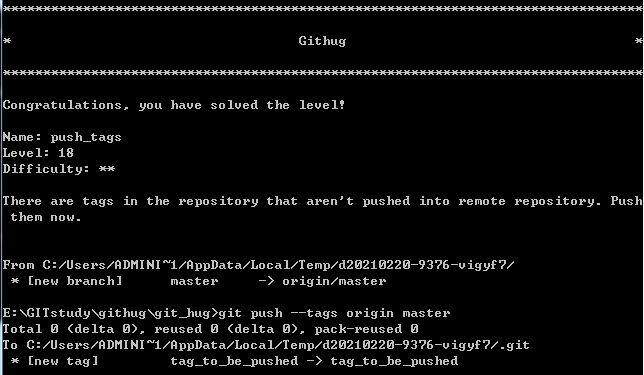 ********************************************************************************
* Githug *
********************************************************************************
Congratulations, you have solved the level!
Name: push_tags
Level: 18
Difficulty: **
There are tags in the repository that aren't pushed into remote repository. Push
 them now.
From C:/Users/ADMINI~1/AppData/Local/Temp/d20210220-9376-vigyf7/
 * [new branch]      master     -> origin/master
E:\GITstudy\githug\git_hug>git push --tags origin master
Total 0 (delta 0), reused 0 (delta 0), pack-reused 0
To C:/Users/ADMINI~1/AppData/Local/Temp/d20210220-9376-vigyf7/.git
 * [new tag]         tag_to_be_pushed -> tag_to_be_pushed